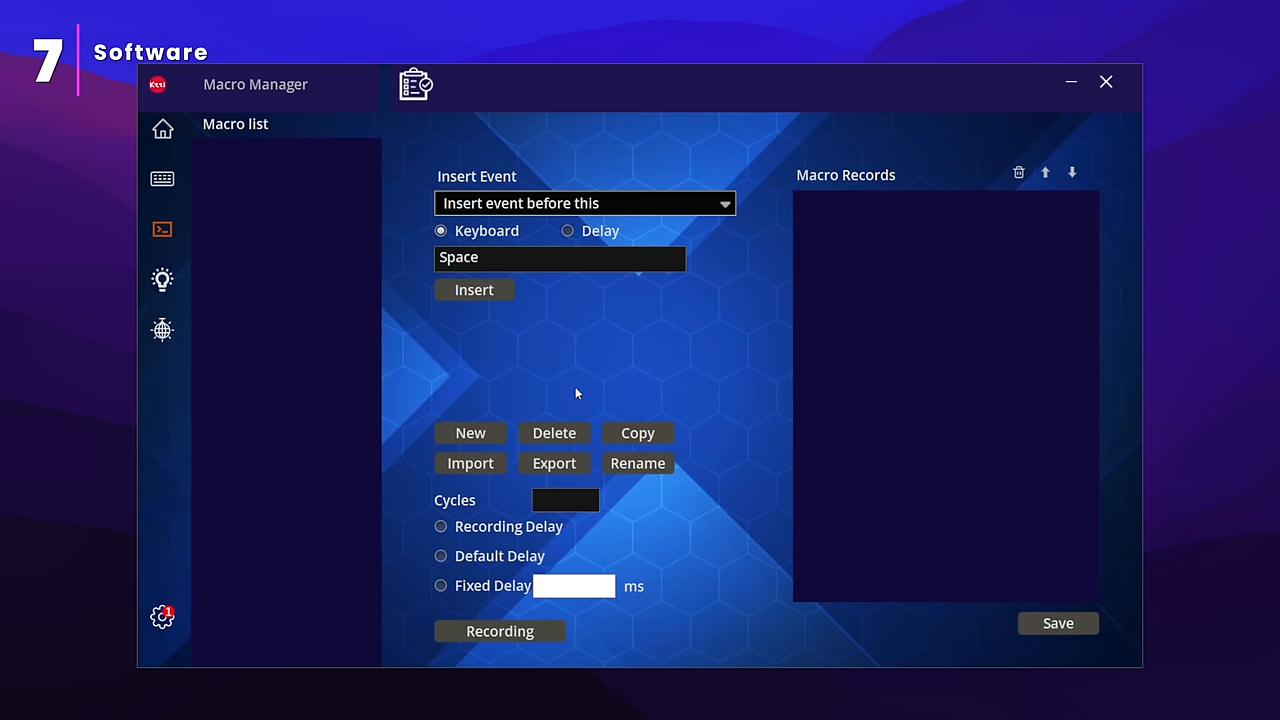 7
Software
Macro Manager
Macro list
Insert Event
Insert event before this
Keyboard
Delay
Space
Insert
New
Delete
Copy
Import
Export
Rename
Cycles
Recording Delay
Default Delay
Fixed Delay
ms
Recording
Macro Records
Save
1